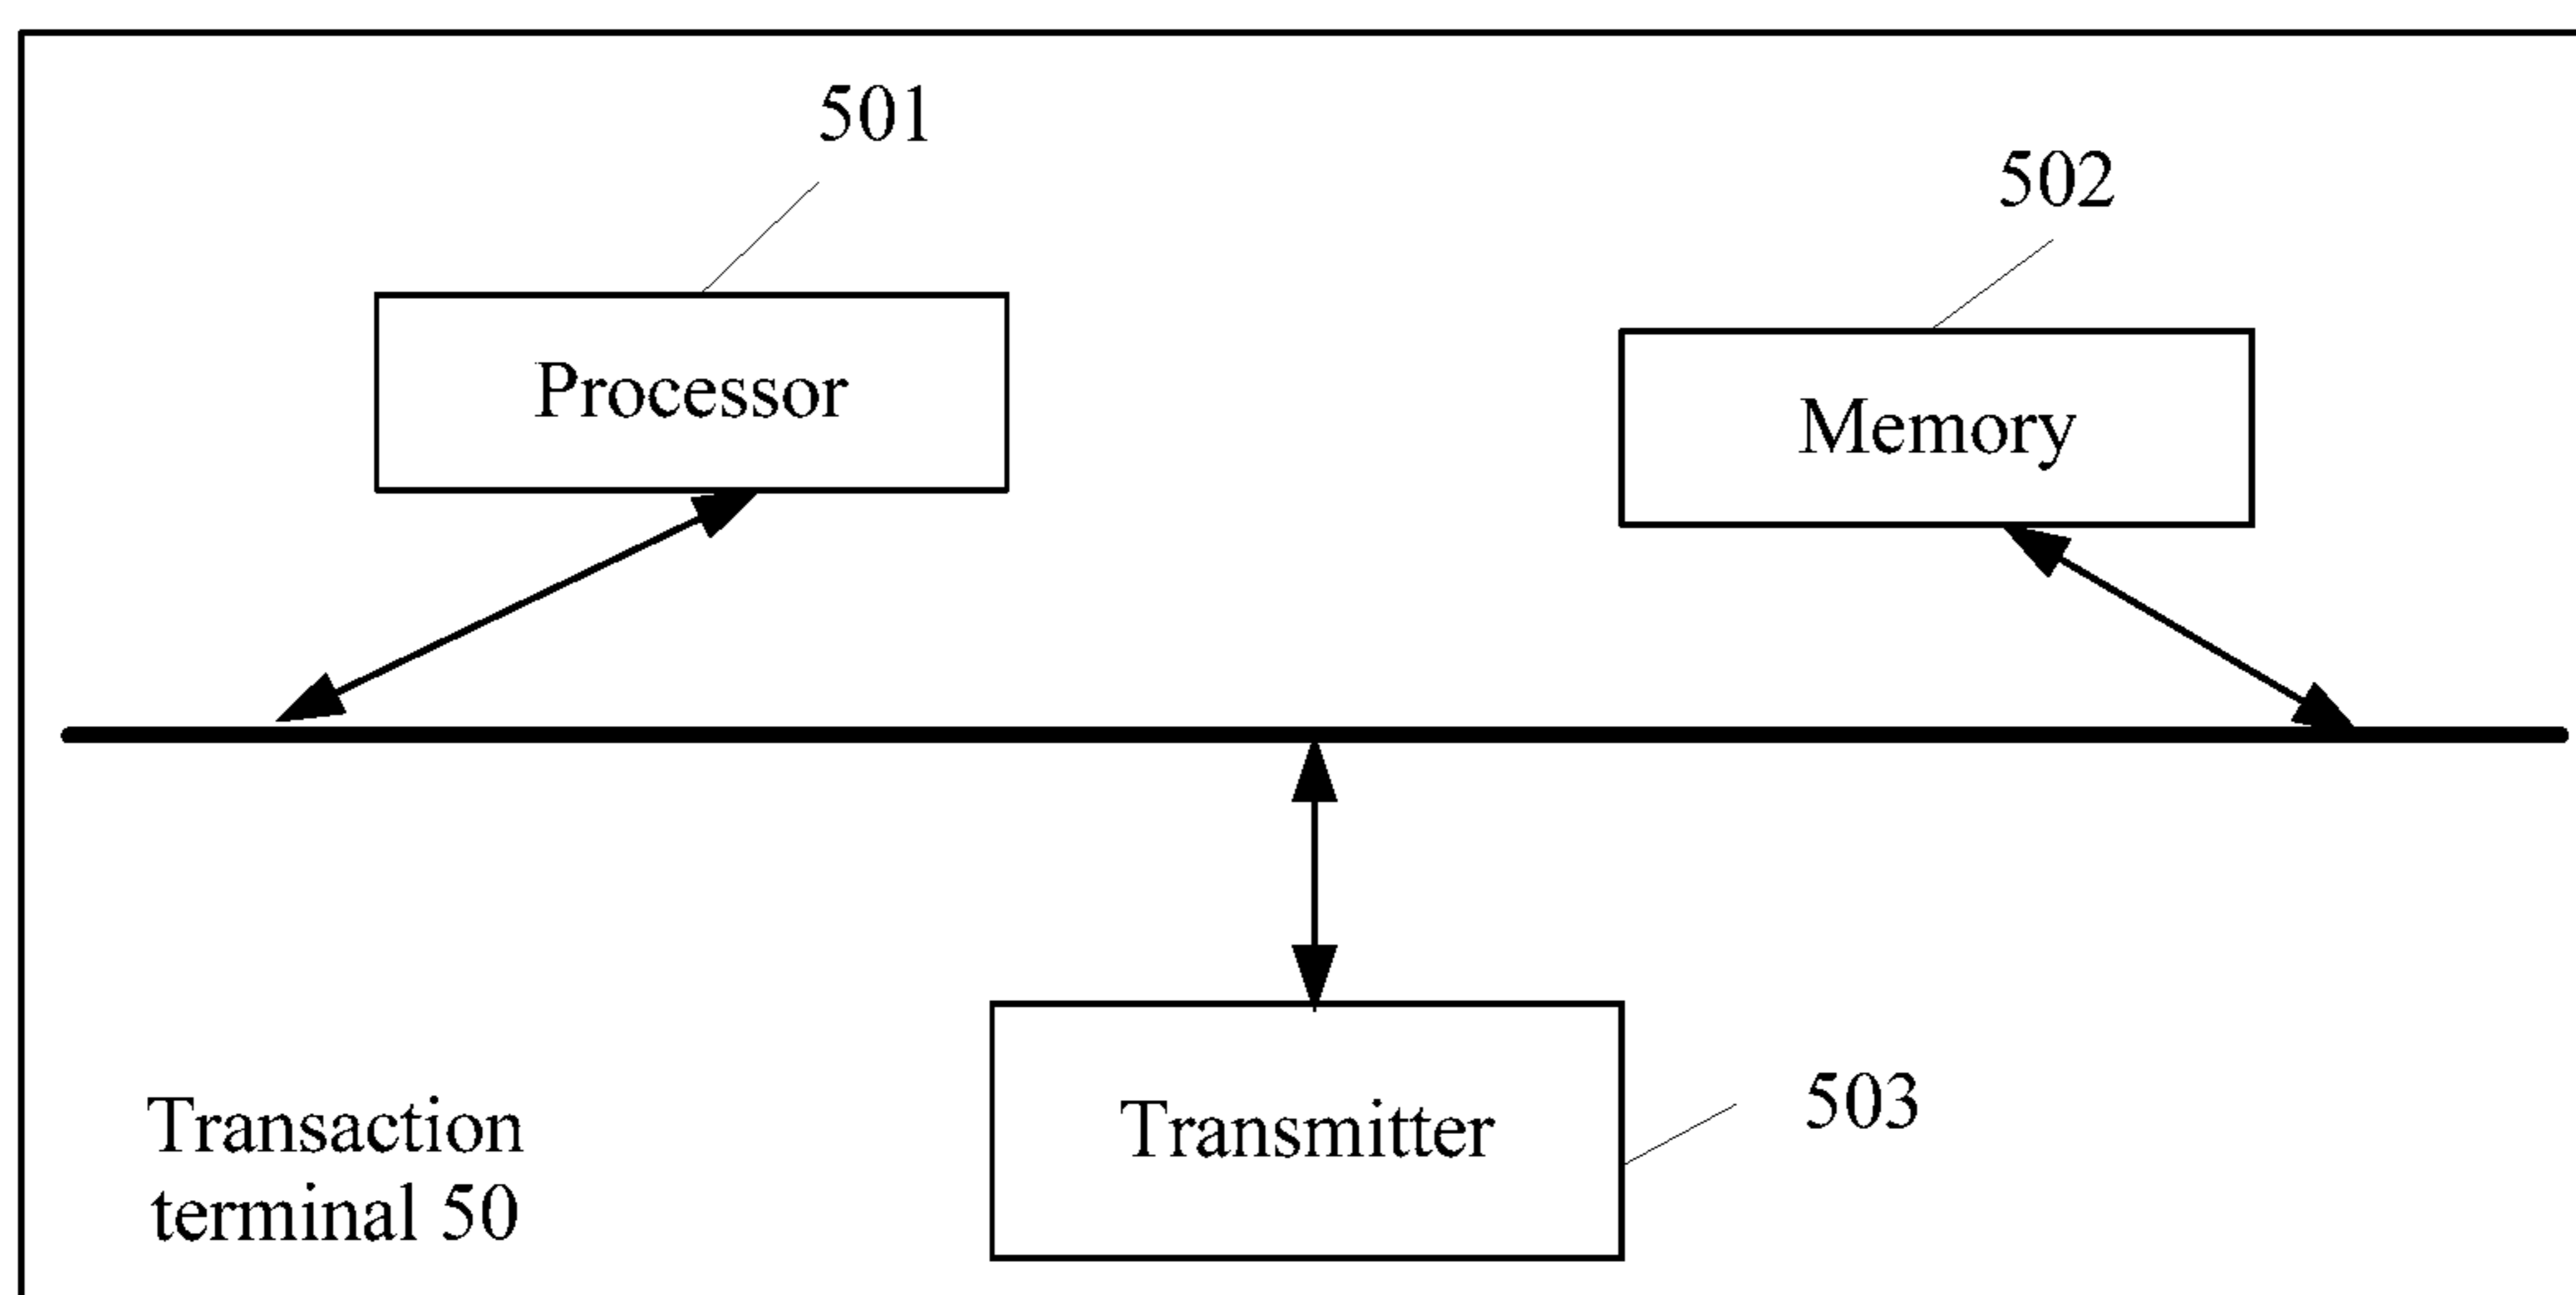 501
502
Processor
Memory
Transmitter
503
Transaction
terminal 50